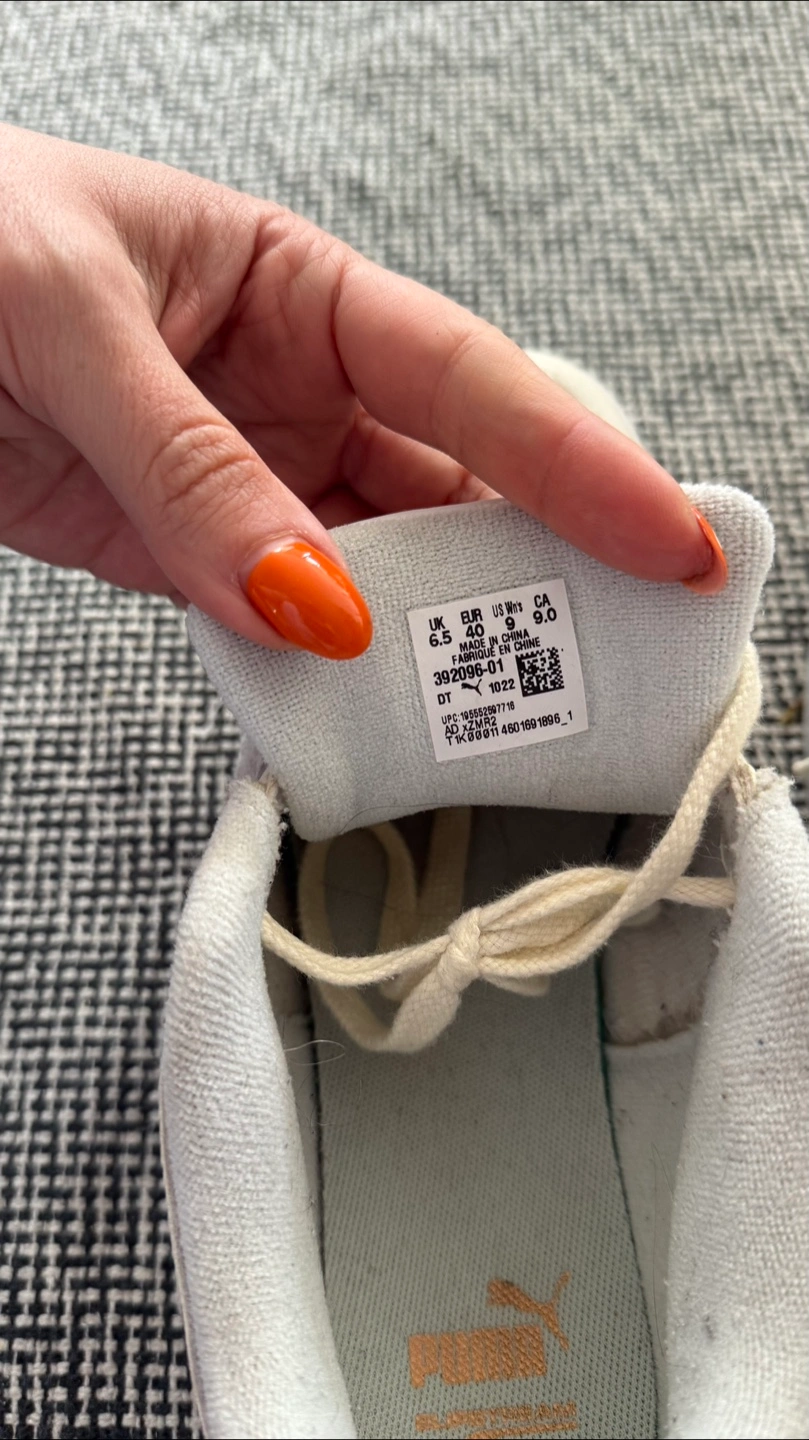 UK EUR US Wn's CA
6.5 40 9 9.0
MADE IN CHINA
FABRIQUE EN CHINE
392096-01
DT 1022
UPC:195552597716
AD xZMR2
T1K00011 4601691896_1
PUMA